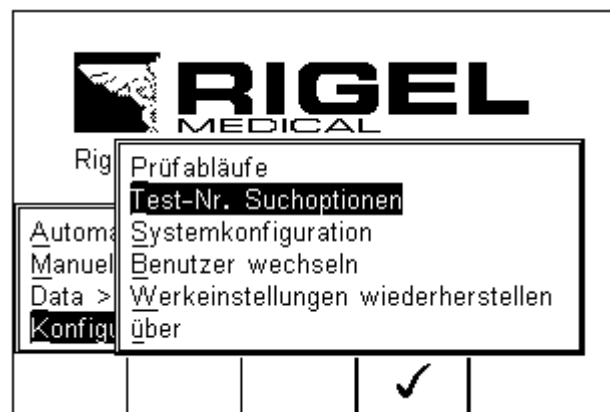 RIGEL
MEDICAL
Rig
Prüfabläufe
Test-Nr. Suchoptionen
Systemkonfiguration
Benutzer wechseln
Werkeinstellungen wiederherstellen
über
Automa
Manuel
Data >
Konfigu